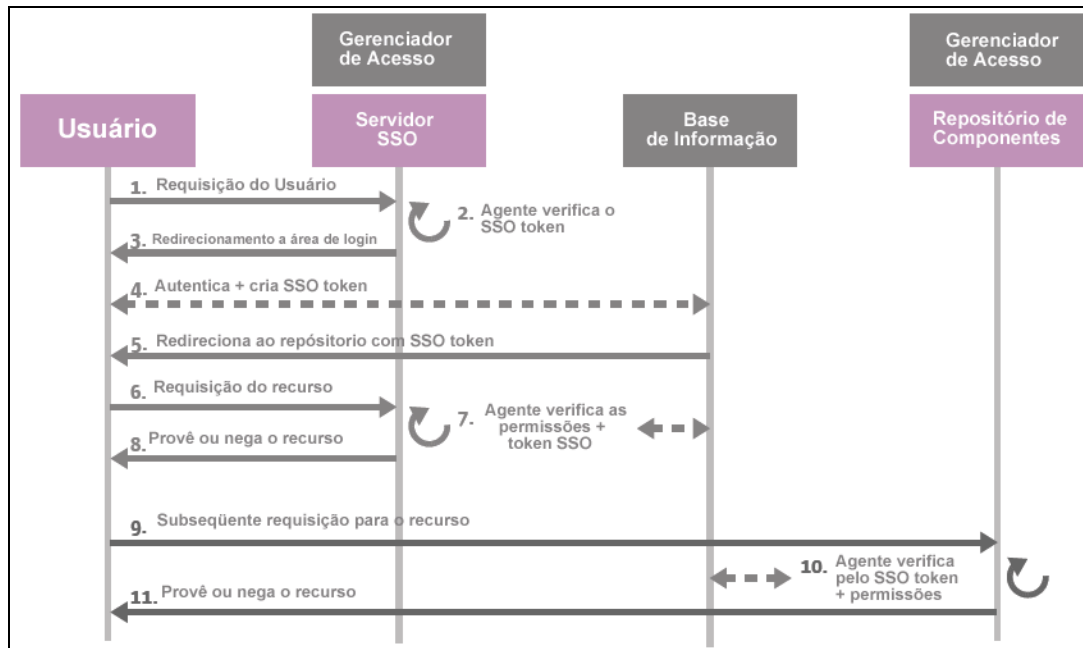 Gerenciador
de Acesso
Gerenciador
de Acesso
Usuário
Servidor
SSO
Base
de Informação
Repositório de
Componentes
1. Requisição do Usuário
2. Agente verifica o
SSO token
3. Redirecionamento a área de login
4. Autentica + cria SSO token
5. Redireciona ao repósitorio com SSO token
6. Requisição do recurso
7. Agente verifica as
permissões +
token SSO
8. Provê ou nega o recurso
9. Subseqüente requisição para o recurso
10. Agente verifica
pelo SSO token
+ permissões
11. Provê ou nega o recurso